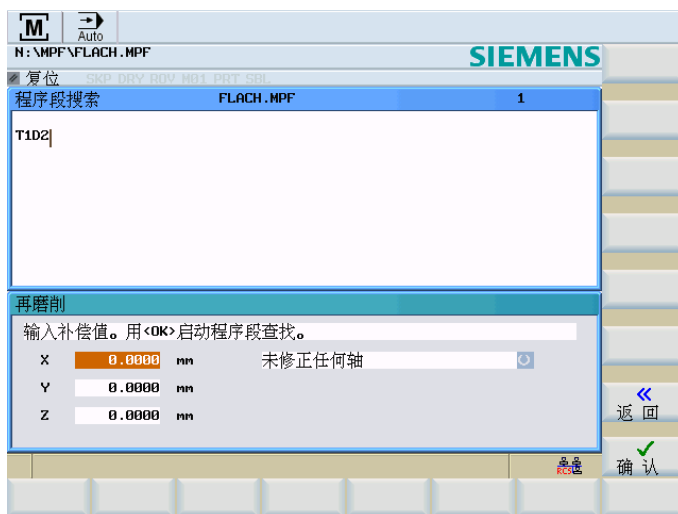 M Auto
N:\MPF\FLACH.MPF
SIEMENS
复位 SKP DRY ROV M01 PRT SBL
程序段搜索 FLACH.MPF 1
T1D2
再磨削
输入补偿值。用<OK>启动程序段查找。
X 0.0000 mm 未修正任何轴
Y 0.0000 mm
Z 0.0000 mm
返回
RCS
确认